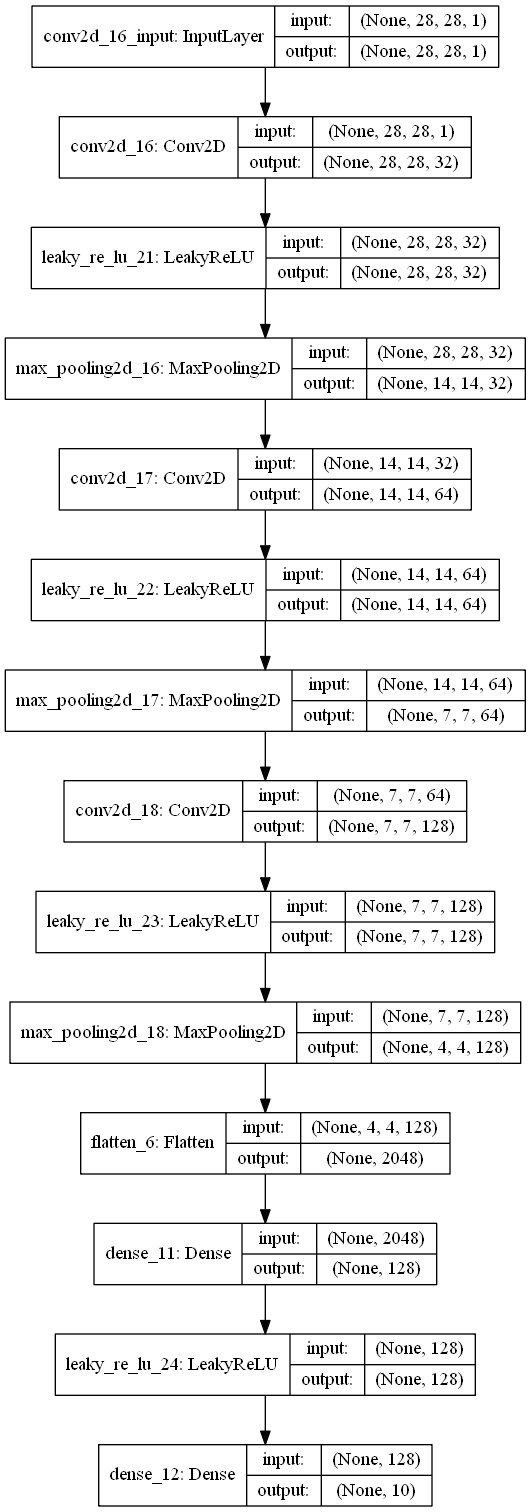 conv2d_16_input: InputLayer
input: (None, 28, 28, 1)
output: (None, 28, 28, 1)
conv2d_16: Conv2D
input: (None, 28, 28, 1)
output: (None, 28, 28, 32)
leaky_re_lu_21: LeakyReLU
input: (None, 28, 28, 32)
output: (None, 28, 28, 32)
max_pooling2d_16: MaxPooling2D
input: (None, 28, 28, 32)
output: (None, 14, 14, 32)
conv2d_17: Conv2D
input: (None, 14, 14, 32)
output: (None, 14, 14, 64)
leaky_re_lu_22: LeakyReLU
input: (None, 14, 14, 64)
output: (None, 14, 14, 64)
max_pooling2d_17: MaxPooling2D
input: (None, 14, 14, 64)
output: (None, 7, 7, 64)
conv2d_18: Conv2D
input: (None, 7, 7, 64)
output: (None, 7, 7, 128)
leaky_re_lu_23: LeakyReLU
input: (None, 7, 7, 128)
output: (None, 7, 7, 128)
max_pooling2d_18: MaxPooling2D
input: (None, 7, 7, 128)
output: (None, 4, 4, 128)
flatten_6: Flatten
input: (None, 4, 4, 128)
output: (None, 2048)
dense_11: Dense
input: (None, 2048)
output: (None, 128)
leaky_re_lu_24: LeakyReLU
input: (None, 128)
output: (None, 128)
dense_12: Dense
input: (None, 128)
output: (None, 10)